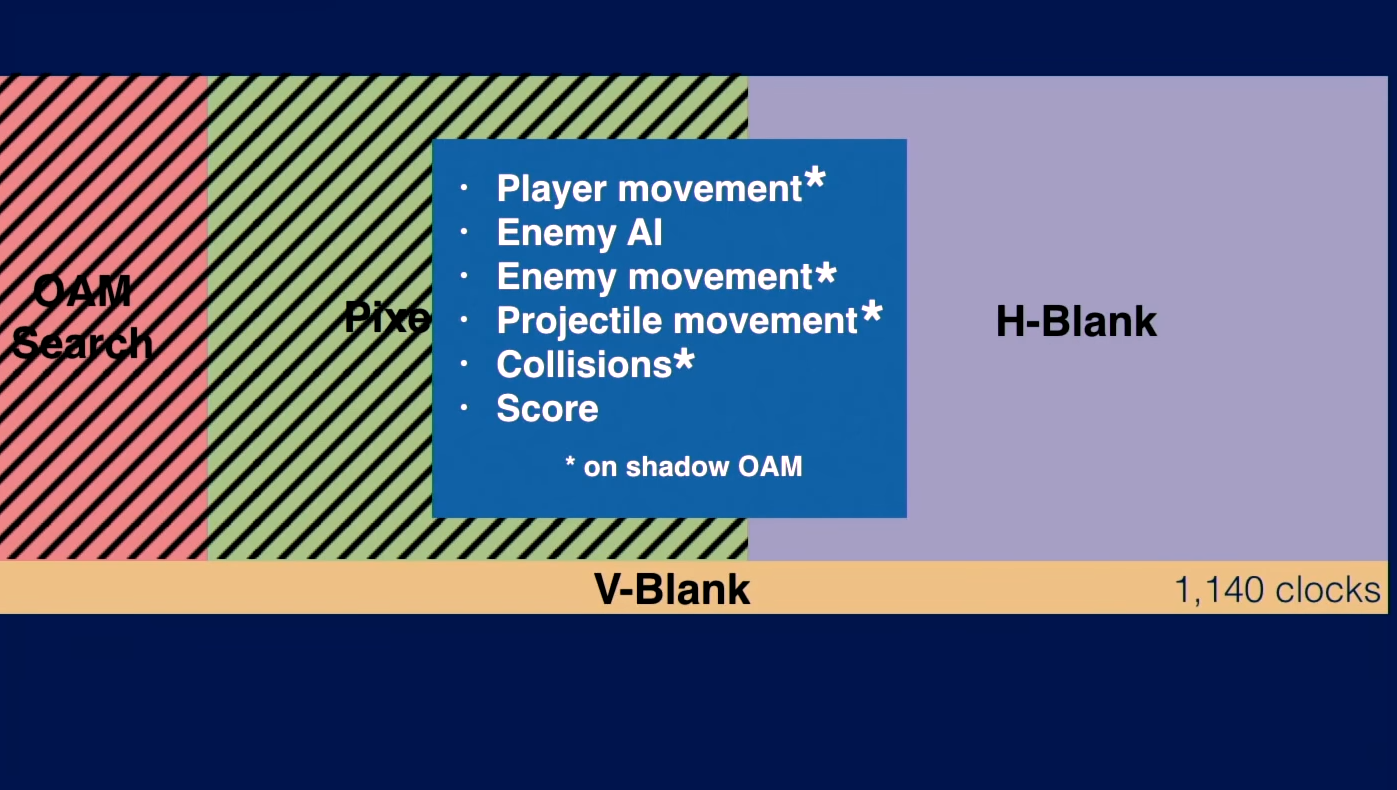 OAM
Search
Pixe
· Player movement*
· Enemy AI
· Enemy movement*
· Projectile movement*
· Collisions*
· Score
* on shadow OAM
H-Blank
V-Blank
1,140 clocks